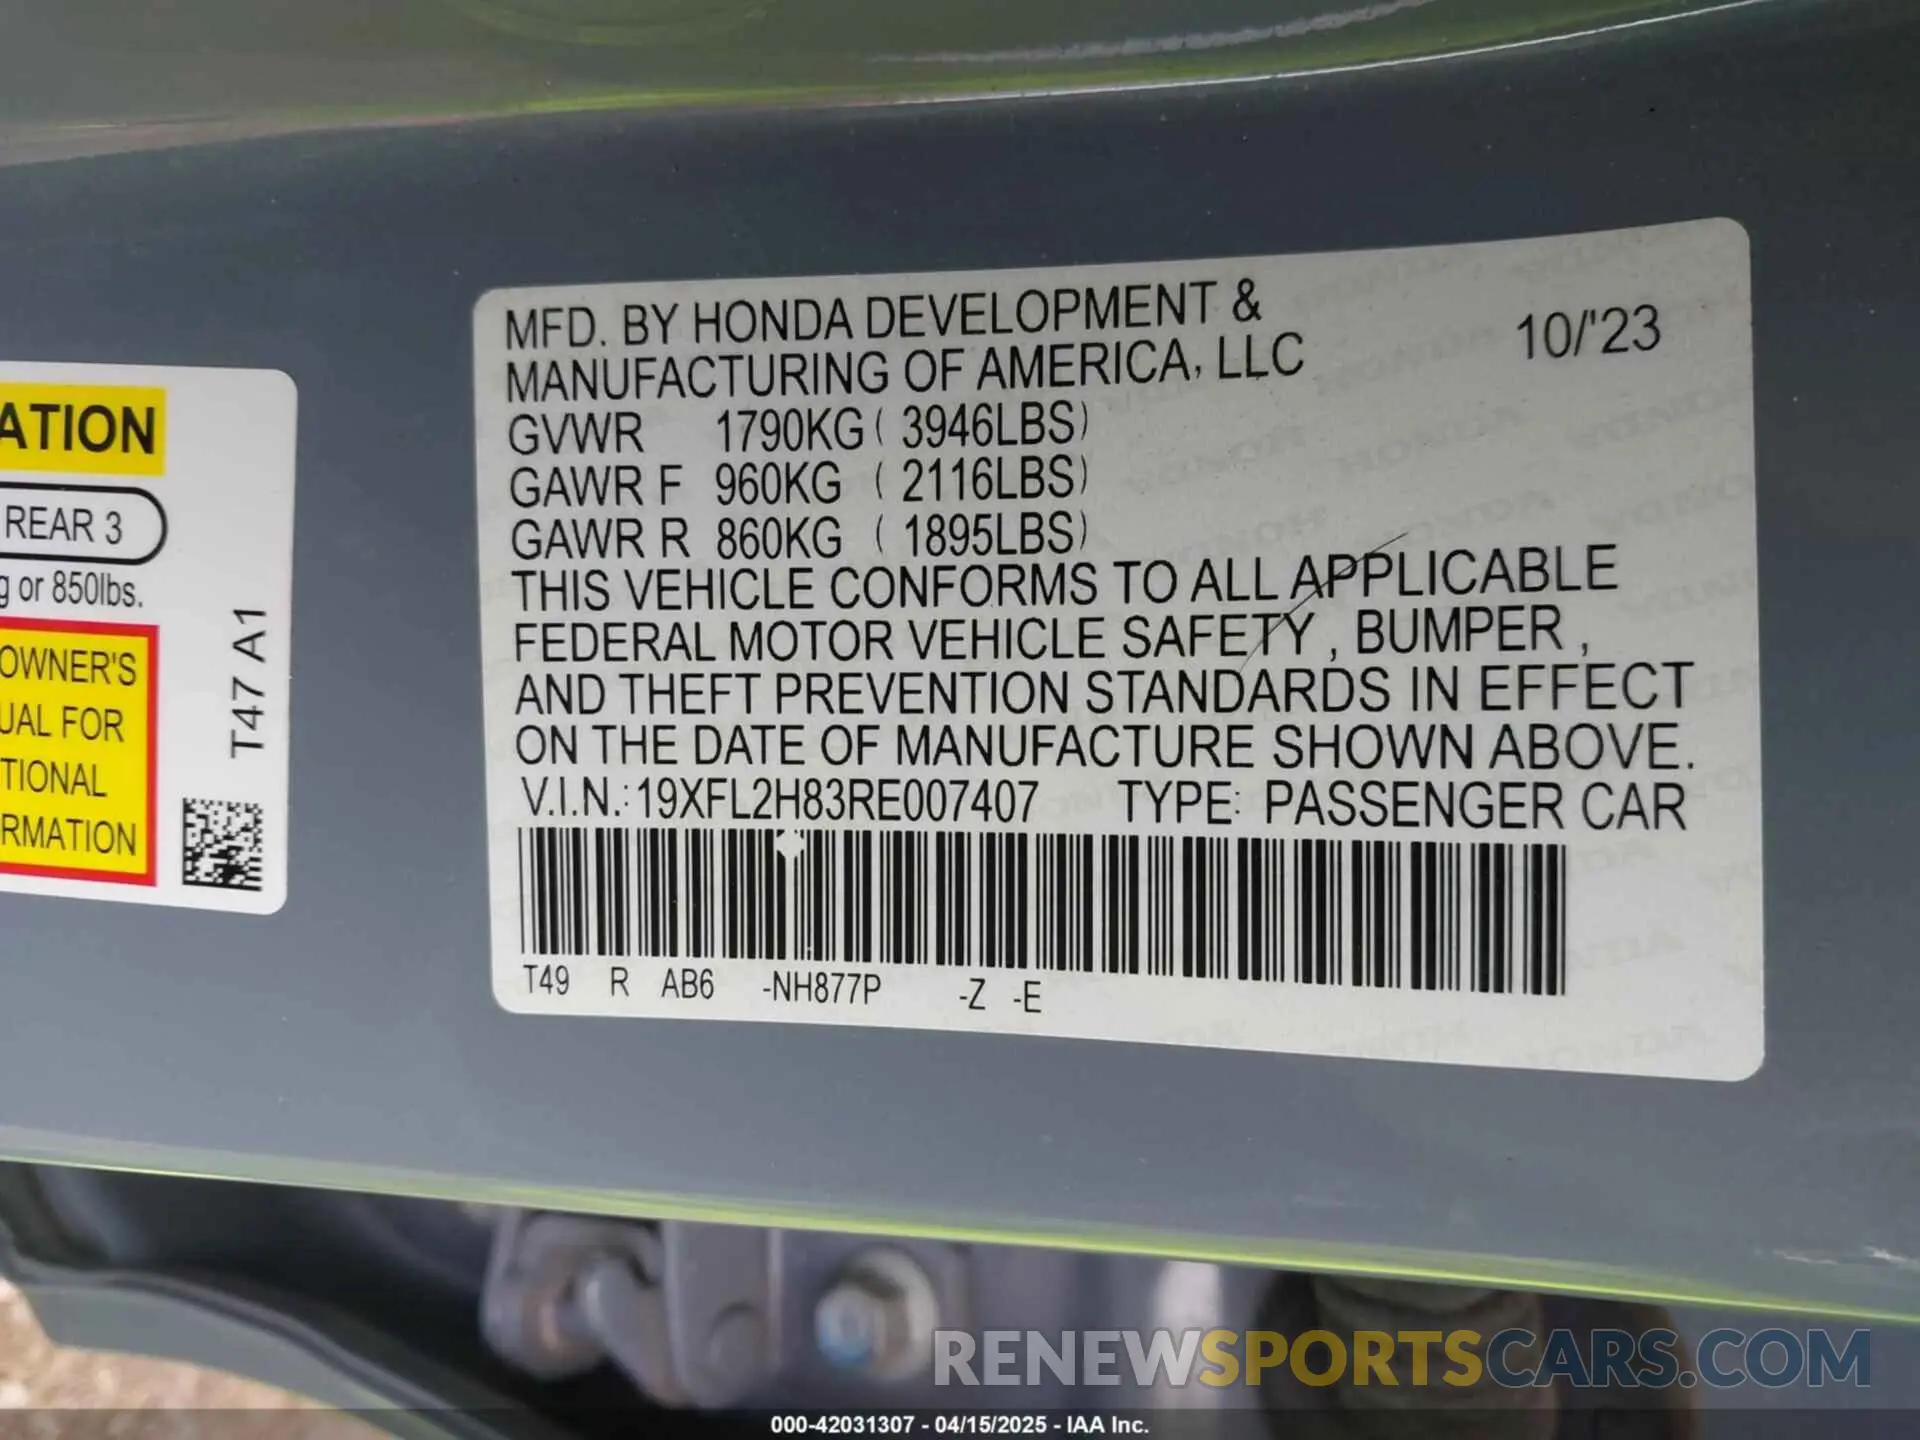 ATION
REAR 3
g or 850lbs.
OWNER'S
UAL FOR
TIONAL
RMATION
T47 A1
MFD. BY HONDA DEVELOPMENT &
MANUFACTURING OF AMERICA, LLC
10/'23
GVWR 1790KG ( 3946LBS)
GAWR F 960KG ( 2116LBS)
GAWR R 860KG ( 1895LBS)
THIS VEHICLE CONFORMS TO ALL APPLICABLE
FEDERAL MOTOR VEHICLE SAFETY , BUMPER ,
AND THEFT PREVENTION STANDARDS IN EFFECT
ON THE DATE OF MANUFACTURE SHOWN ABOVE.
V.I.N.: 19XFL2H83RE007407 TYPE: PASSENGER CAR
T49 R AB6 -NH877P -Z -E
RENEWSPORTSCARS.COM
000-42031307 - 04/15/2025 - IAA Inc.